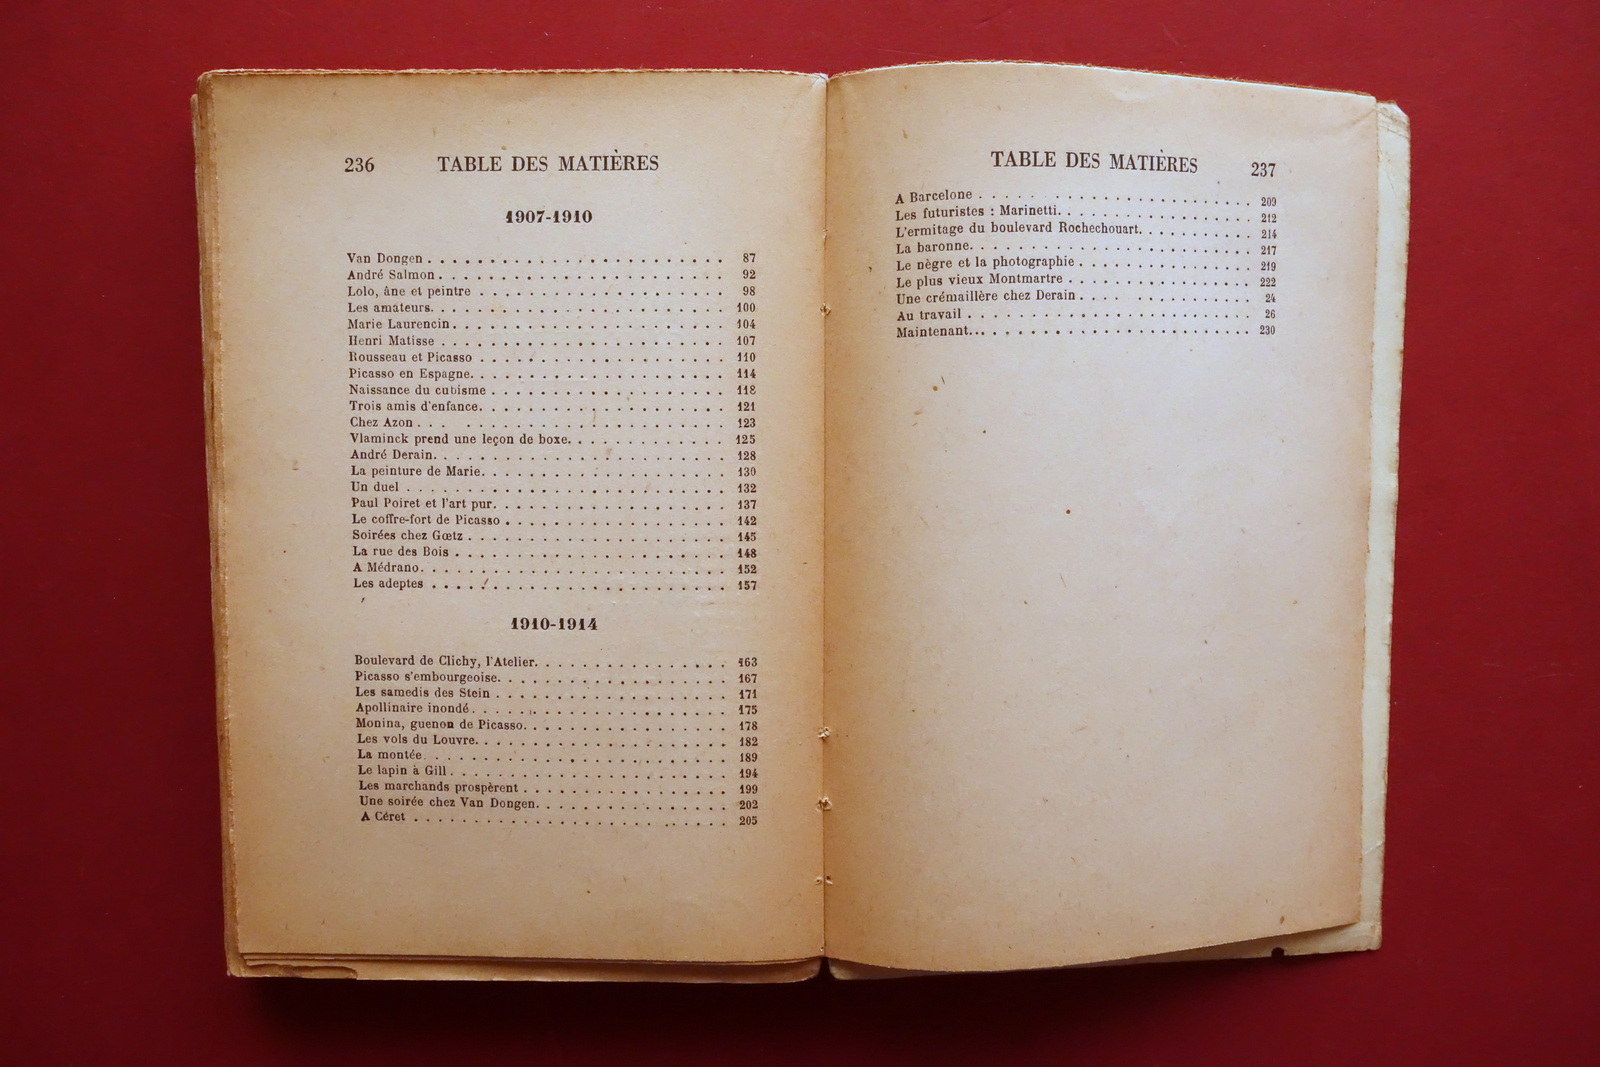 236 TABLE DES MATIÈRES
1907-1910
Van Dongen . . . . . . . . . . . . . . . . . . . . . . . . 87
André Salmon . . . . . . . . . . . . . . . . . . . . . . . 92
Lolo, âne et peintre . . . . . . . . . . . . . . . . . . . . 98
Les amateurs. . . . . . . . . . . . . . . . . . . . . . . . 100
Marie Laurencin . . . . . . . . . . . . . . . . . . . . . . 104
Henri Matisse . . . . . . . . . . . . . . . . . . . . . . . 107
Rousseau et Picasso . . . . . . . . . . . . . . . . . . . . 110
Picasso en Espagne. . . . . . . . . . . . . . . . . . . . . 114
Naissance du cubisme . . . . . . . . . . . . . . . . . . . 118
Trois amis d'enfance. . . . . . . . . . . . . . . . . . . . 121
Chez Azon . . . . . . . . . . . . . . . . . . . . . . . . 123
Vlaminck prend une leçon de boxe. . . . . . . . . . . . . 125
André Derain. . . . . . . . . . . . . . . . . . . . . . . . 128
La peinture de Marie. . . . . . . . . . . . . . . . . . . . 130
Un duel . . . . . . . . . . . . . . . . . . . . . . . . . . 132
Paul Poiret et l'art pur. . . . . . . . . . . . . . . . . . . 137
Le coffre-fort de Picasso . . . . . . . . . . . . . . . . . . 142
Soirées chez Gœtz . . . . . . . . . . . . . . . . . . . . . 145
La rue des Bois . . . . . . . . . . . . . . . . . . . . . . 148
A Médrano. . . . . . . . . . . . . . . . . . . . . . . . . 152
Les adeptes . . . . . . . . . . . . . . . . . . . . . . . . 157
1910-1914
Boulevard de Clichy, l'Atelier. . . . . . . . . . . . . . . . 163
Picasso s'embourgeoise. . . . . . . . . . . . . . . . . . . 167
Les samedis des Stein . . . . . . . . . . . . . . . . . . . 171
Apollinaire inondé . . . . . . . . . . . . . . . . . . . . . 175
Monina, guenon de Picasso. . . . . . . . . . . . . . . . . 178
Les vols du Louvre. . . . . . . . . . . . . . . . . . . . . 182
La montée . . . . . . . . . . . . . . . . . . . . . . . . . 189
Le lapin à Gill . . . . . . . . . . . . . . . . . . . . . . . 194
Les marchands prospèrent . . . . . . . . . . . . . . . . . 199
Une soirée chez Van Dongen. . . . . . . . . . . . . . . . 202
A Céret . . . . . . . . . . . . . . . . . . . . . . . . . . 205
TABLE DES MATIÈRES 237
A Barcelone . . . . . . . . . . . . . . . . . . . . . . . 209
Les futuristes : Marinetti. . . . . . . . . . . . . . . . . 212
L'ermitage du boulevard Rochechouart. . . . . . . . . . 214
La baronne. . . . . . . . . . . . . . . . . . . . . . . . 217
Le nègre et la photographie . . . . . . . . . . . . . . . 219
Le plus vieux Montmartre . . . . . . . . . . . . . . . . 222
Une crémaillère chez Derain . . . . . . . . . . . . . . 24
Au travail . . . . . . . . . . . . . . . . . . . . . . . . 26
Maintenant... . . . . . . . . . . . . . . . . . . . . . . 230